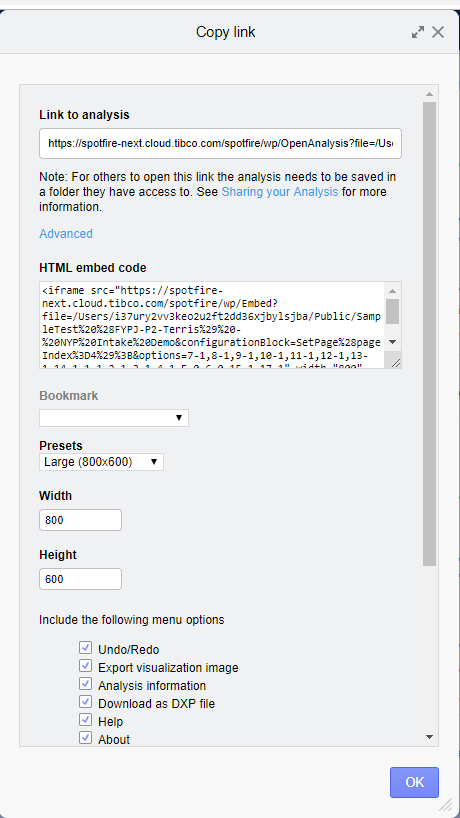 Copy link
Link to analysis
https://spotfire-next.cloud.tibco.com/spotfire/wp/OpenAnalysis?file=/Use
Note: For others to open this link the analysis needs to be saved in
a folder they have access to. See Sharing your Analysis for more
information.
Advanced
HTML embed code
<iframe src="https://spotfire-
next.cloud.tibco.com/spotfire/wp/Embed?
file=/Users/i37ury2vv3keo2u2ft2dd36xjbylsjba/Public/Sam
pleTest%20%28FYPJ-P2-Terris%29%20-
%20NYP%20Intake%20Demo&configurationBlock=SetPage%28page
Index%3D4%29%3B&options=7-1,8-1,9-1,10-1,11-1,12-1,13-
Bookmark
Presets
Large (800x600)
Width
800
Height
600
Include the following menu options
Undo/Redo
Export visualization image
Analysis information
Download as DXP file
Help
About
OK